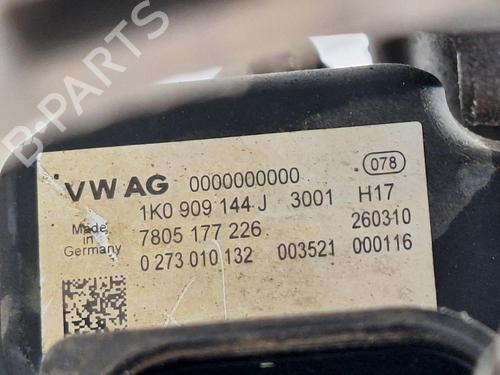 B-PARTS
VW AG 0000000000 078
1K0 909 144 J 3001 H17
Made in Germany 7805 177 226 260310
0 273 010 132 003521 000116